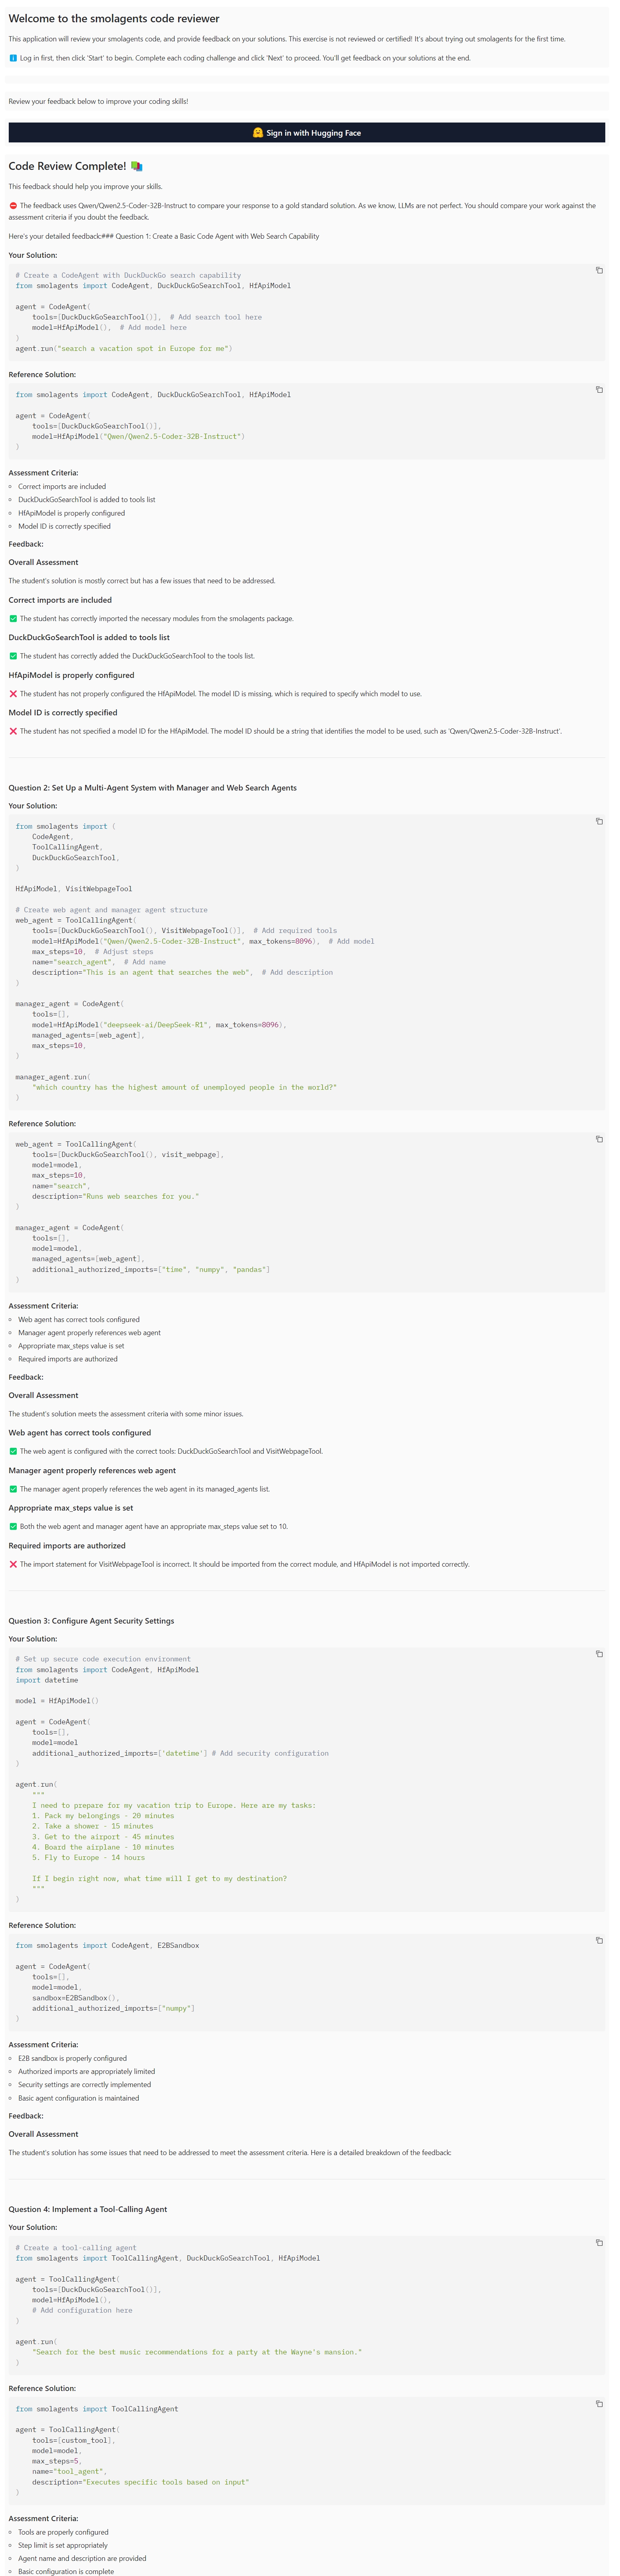 Welcome to the smolagents code reviewer
This application will review your smolagents code, and provide feedback on your solutions. This exercise is not reviewed or certified! It's about trying out smolagents for the first time.
Log in first, then click 'Start' to begin. Complete each coding challenge and click 'Next' to proceed. You'll get feedback on your solutions at the end.
Review your feedback below to improve your coding skills!
Sign in with Hugging Face
Code Review Complete!
This feedback should help you improve your skills.
The feedback uses Qwen/Qwen2.5-Coder-32B-Instruct to compare your response to a gold standard solution. As we know, LLMs are not perfect. You should compare your work against the
assessment criteria if you doubt the feedback.
Here's your detailed feedback:### Question 1: Create a Basic Code Agent with Web Search Capability
Your Solution:
# Create a CodeAgent with DuckDuckGo search capability
from smolagents import CodeAgent, DuckDuckGoSearchTool, HfApiModel
agent = CodeAgent(
    tools=[DuckDuckGoSearchTool()],  # Add search tool here
    model=HfApiModel(),  # Add model here
)
agent.run("search a vacation spot in Europe for me")
Reference Solution:
from smolagents import CodeAgent, DuckDuckGoSearchTool, HfApiModel
agent = CodeAgent(
    tools=[DuckDuckGoSearchTool()],
    model=HfApiModel("Qwen/Qwen2.5-Coder-32B-Instruct")
)
Assessment Criteria:
Correct imports are included
DuckDuckGoSearchTool is added to tools list
HfApiModel is properly configured
Model ID is correctly specified
Feedback:
Overall Assessment
The student's solution is mostly correct but has a few issues that need to be addressed.
Correct imports are included
✅ The student has correctly imported the necessary modules from the smolagents package.
DuckDuckGoSearchTool is added to tools list
✅ The student has correctly added the DuckDuckGoSearchTool to the tools list.
HfApiModel is properly configured
❌ The student has not properly configured the HfApiModel. The model ID is missing, which is required to specify which model to use.
Model ID is correctly specified
❌ The student has not specified a model ID for the HfApiModel. The model ID should be a string that identifies the model to be used, such as 'Qwen/Qwen2.5-Coder-32B-Instruct'.
Question 2: Set Up a Multi-Agent System with Manager and Web Search Agents
Your Solution:
from smolagents import (
    CodeAgent,
    ToolCallingAgent,
    DuckDuckGoSearchTool,
)
HfApiModel, VisitWebpageTool
# Create web agent and manager agent structure
web_agent = ToolCallingAgent(
    tools=[DuckDuckGoSearchTool(), VisitWebpageTool()],  # Add required tools
    model=HfApiModel("Qwen/Qwen2.5-Coder-32B-Instruct", max_tokens=8096),  # Add model
    max_steps=10,  # Adjust steps
    name="search_agent",  # Add name
    description="This is an agent that searches the web",  # Add description
)
manager_agent = CodeAgent(
    tools=[],
    model=HfApiModel("deepseek-ai/DeepSeek-R1", max_tokens=8096),
    managed_agents=[web_agent],
    max_steps=10,
)
manager_agent.run(
    "which country has the highest amount of unemployed people in the world?"
)
Reference Solution:
web_agent = ToolCallingAgent(
    tools=[DuckDuckGoSearchTool(), visit_webpage],
    model=model,
    max_steps=10,
    name="search",
    description="Runs web searches for you."
)
manager_agent = CodeAgent(
    tools=[],
    model=model,
    managed_agents=[web_agent],
    additional_authorized_imports=["time", "numpy", "pandas"]
)
Assessment Criteria:
Web agent has correct tools configured
Manager agent properly references web agent
Appropriate max_steps value is set
Required imports are authorized
Feedback:
Overall Assessment
The student's solution meets the assessment criteria with some minor issues.
Web agent has correct tools configured
✅ The web agent is configured with the correct tools: DuckDuckGoSearchTool and VisitWebpageTool.
Manager agent properly references web agent
✅ The manager agent properly references the web agent in its managed_agents list.
Appropriate max_steps value is set
✅ Both the web agent and manager agent have an appropriate max_steps value set to 10.
Required imports are authorized
❌ The import statement for VisitWebpageTool is incorrect. It should be imported from the correct module, and HfApiModel is not imported correctly.
Question 3: Configure Agent Security Settings
Your Solution:
# Set up secure code execution environment
from smolagents import CodeAgent, HfApiModel
import datetime
model = HfApiModel()
agent = CodeAgent(
    tools=[],
    model=model
    additional_authorized_imports=['datetime'] # Add security configuration
)
agent.run(
    """
    I need to prepare for my vacation trip to Europe. Here are my tasks:
    1. Pack my belongings - 20 minutes
    2. Take a shower - 15 minutes
    3. Get to the airport - 45 minutes
    4. Board the airplane - 10 minutes
    5. Fly to Europe - 14 hours
    If I begin right now, what time will I get to my destination?
    """
)
Reference Solution:
from smolagents import CodeAgent, E2BSandbox
agent = CodeAgent(
    tools=[],
    model=model,
    sandbox=E2BSandbox(),
    additional_authorized_imports=["numpy"]
)
Assessment Criteria:
E2B sandbox is properly configured
Authorized imports are appropriately limited
Security settings are correctly implemented
Basic agent configuration is maintained
Feedback:
Overall Assessment
The student's solution has some issues that need to be addressed to meet the assessment criteria. Here is a detailed breakdown of the feedback:
Question 4: Implement a Tool-Calling Agent
Your Solution:
# Create a tool-calling agent
from smolagents import ToolCallingAgent, DuckDuckGoSearchTool, HfApiModel
agent = ToolCallingAgent(
    tools=[DuckDuckGoSearchTool()],
    model=HfApiModel(),
    # Add configuration here
)
agent.run(
    "Search for the best music recommendations for a party at the Wayne's mansion."
)
Reference Solution:
from smolagents import ToolCallingAgent
agent = ToolCallingAgent(
    tools=[custom_tool],
    model=model,
    max_steps=5,
    name="tool_agent",
    description="Executes specific tools based on input"
)
Assessment Criteria:
Tools are properly configured
Step limit is set appropriately
Agent name and description are provided
Basic configuration is complete